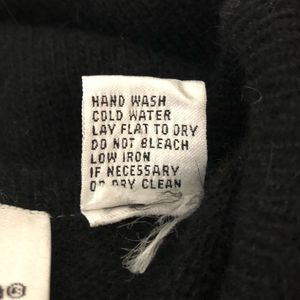 HAND WASH
COLD WATER
LAY FLAT TO DRY
DO NOT BLEACH
LOW IRON
IF NECESSARY
OR DRY CLEAN
®